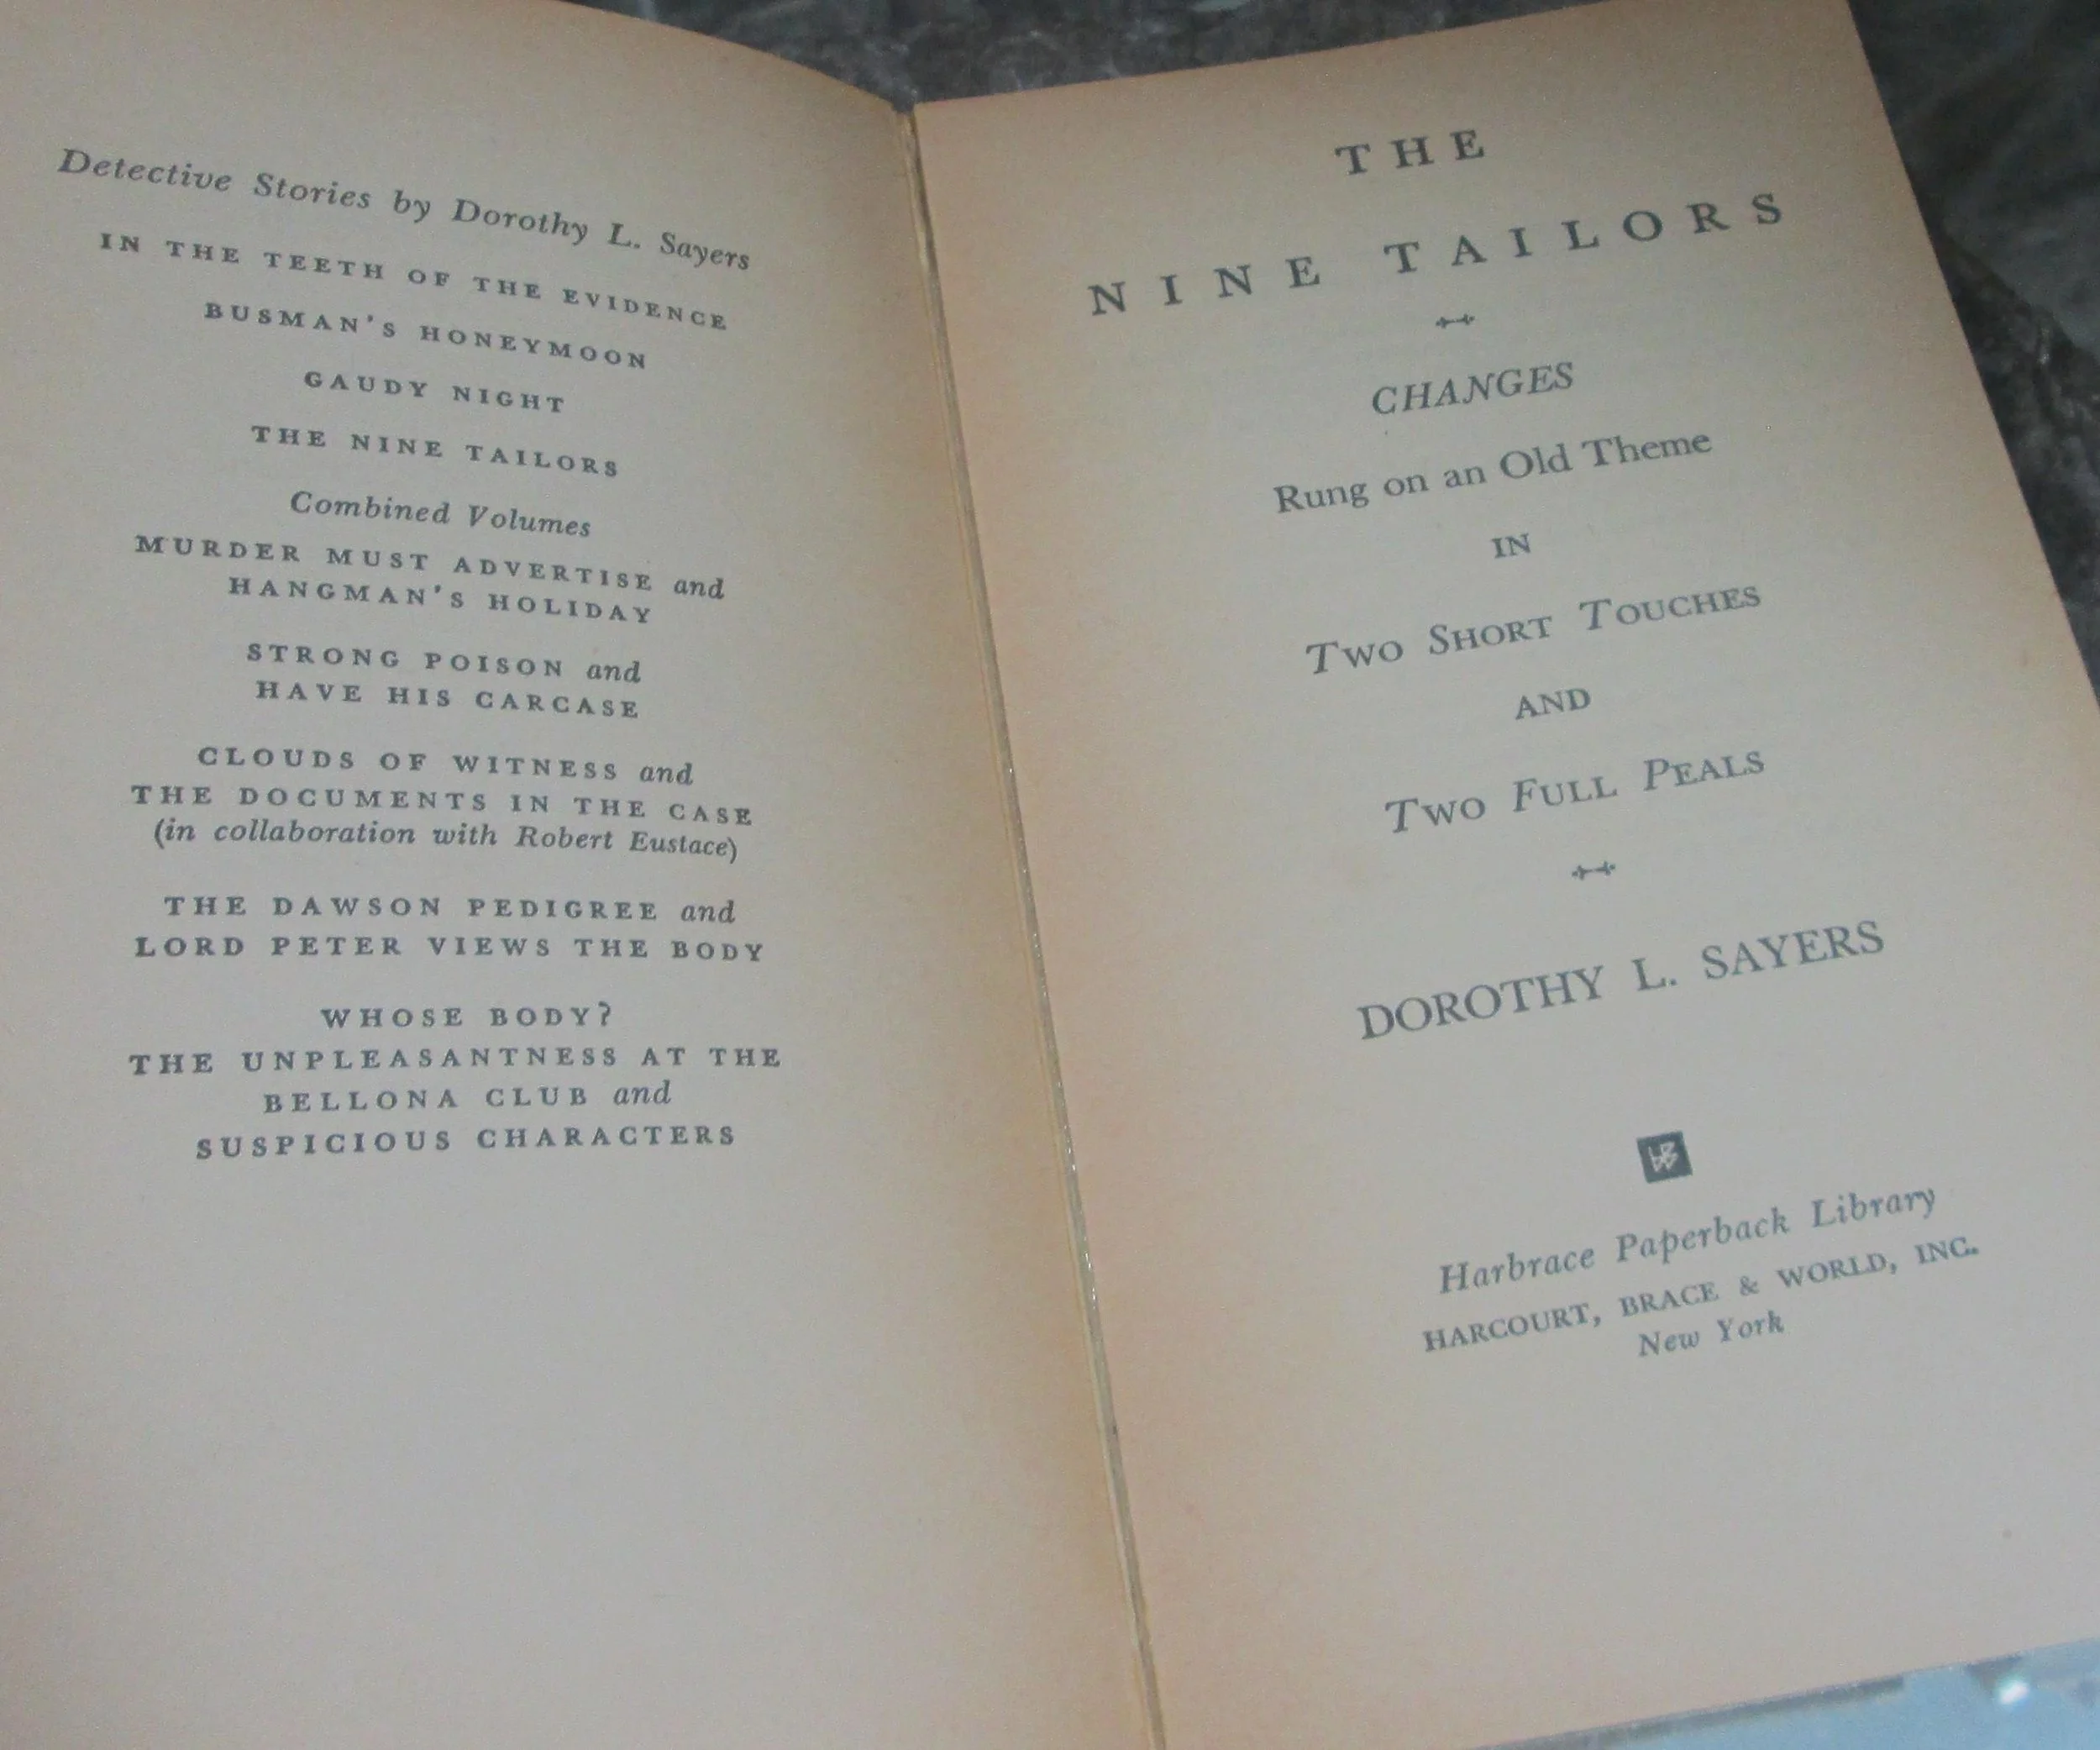 Detective Stories by Dorothy L. Sayers
IN THE TEETH OF THE EVIDENCE
BUSMAN'S HONEYMOON
GAUDY NIGHT
THE NINE TAILORS
Combined Volumes
MURDER MUST ADVERTISE and
HANGMAN'S HOLIDAY
STRONG POISON and
HAVE HIS CARCASE
CLOUDS OF WITNESS and
THE DOCUMENTS IN THE CASE
(in collaboration with Robert Eustace)
THE DAWSON PEDIGREE and
LORD PETER VIEWS THE BODY
WHOSE BODY?
THE UNPLEASANTNESS AT THE
BELLONA CLUB and
SUSPICIOUS CHARACTERS
THE
NINE TAILORS
CHANGES
Rung on an Old Theme
IN
TWO SHORT TOUCHES
AND
TWO FULL PEALS
DOROTHY L. SAYERS
Harbrace Paperback Library
HARCOURT, BRACE & WORLD, INC.
New York